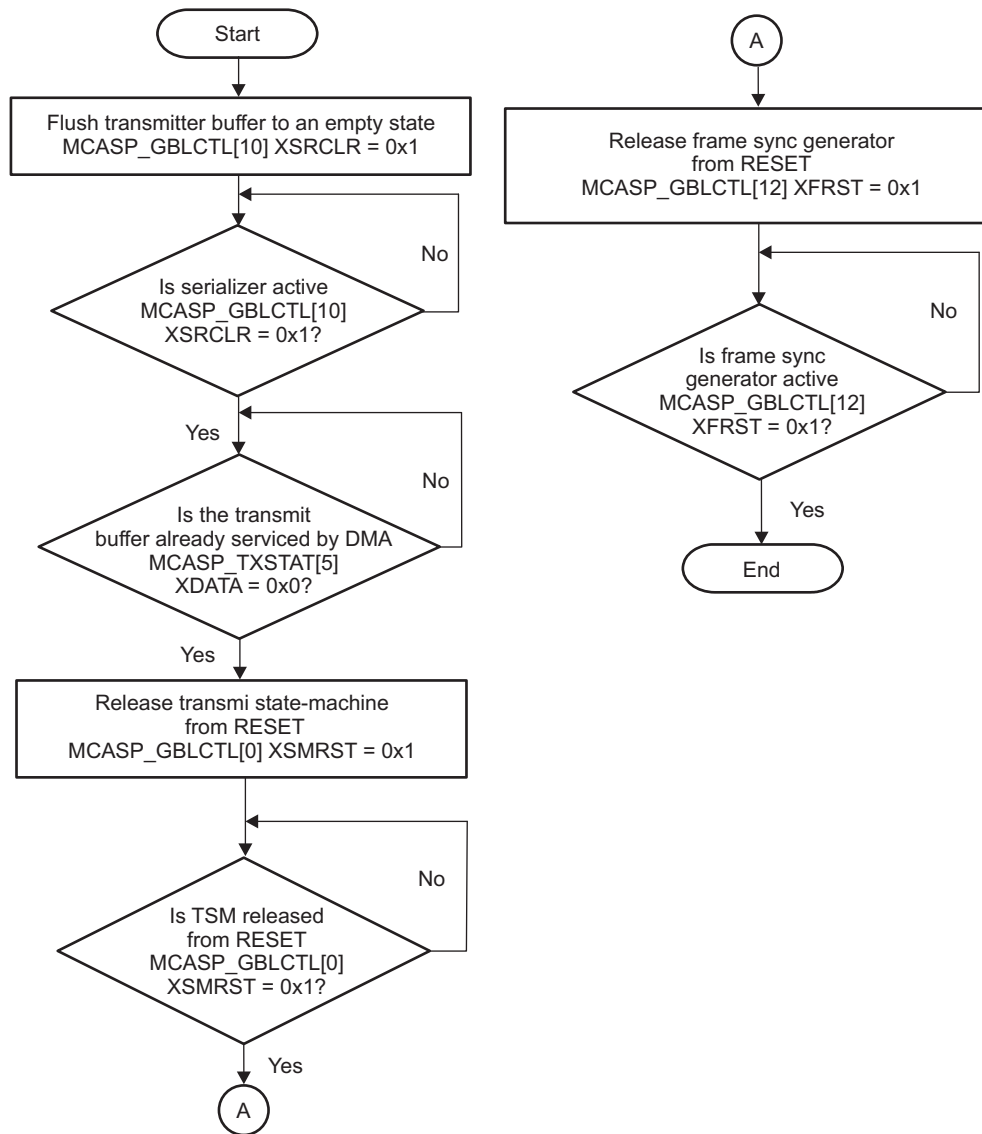 Start
Flush transmitter buffer to an empty state
MCASP_GBLCTL[10] XSRCLR = 0x1
No
Is serializer active
MCASP_GBLCTL[10]
XSRCLR = 0x1?
Yes
No
Is the transmit
buffer already serviced by DMA
MCASP_TXSTAT[5]
XDATA = 0x0?
Yes
Release transmi state-machine
from RESET
MCASP_GBLCTL[0] XSMRST = 0x1
No
Is TSM released
from RESET
MCASP_GBLCTL[0]
XSMRST = 0x1?
Yes
A
A
Release frame sync generator
from RESET
MCASP_GBLCTL[12] XFRST = 0x1
No
Is frame sync
generator active
MCASP_GBLCTL[12]
XFRST = 0x1?
Yes
End